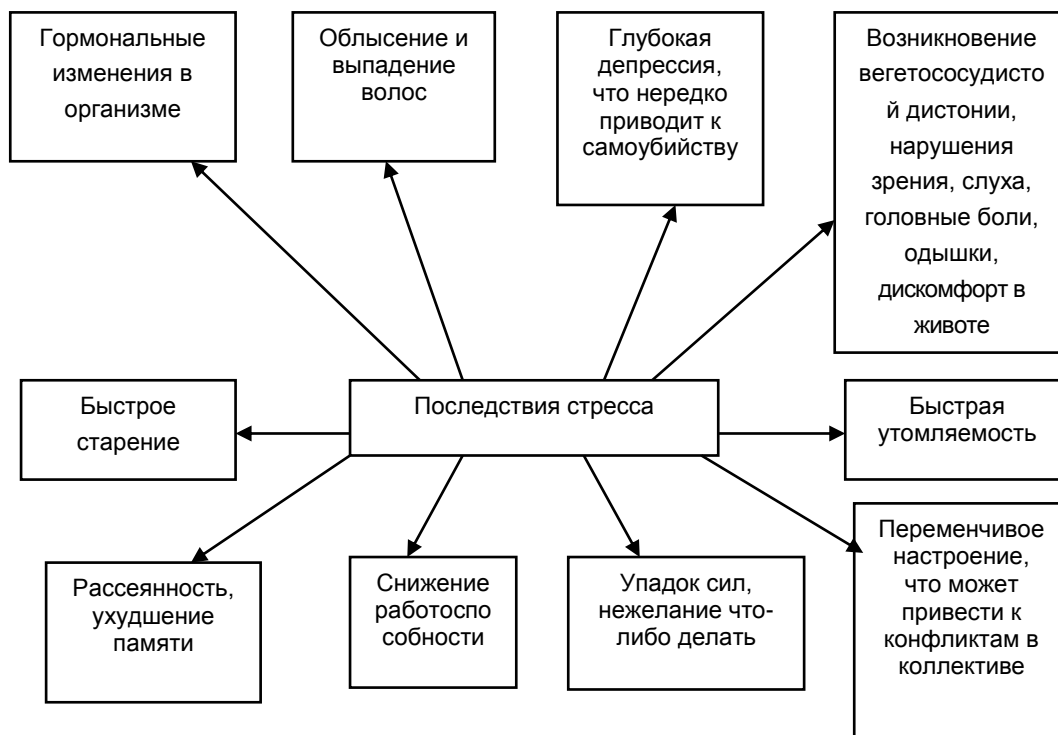 Гормональные
изменения в
организме
Облысение и
выпадение
волос
Глубокая
депрессия,
что нередко
приводит к
самоубийству
Возникновение
вегетососудисто
й дистонии,
нарушения
зрения, слуха,
головные боли,
одышки,
дискомфорт в
животе
Быстрое
старение
Последствия стресса
Быстрая
утомляемость
Рассеянность,
ухудшение
памяти
Снижение
работоспо
собности
Упадок сил,
нежелание что-
либо делать
Переменчивое
настроение,
что может
привести к
конфликтам в
коллективе